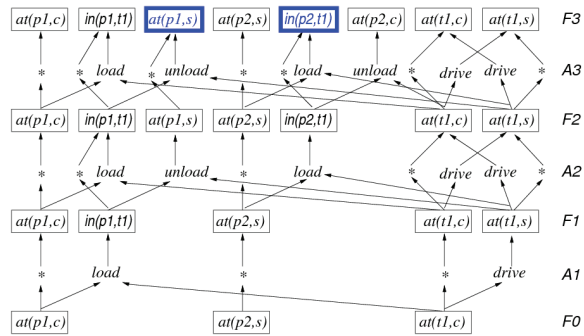 at(p1,c) in(p1,t1) at(p1,s) at(p2,s) in(p2,t1) at(p2,c) at(t1,c) at(t1,s) F3
* load * unload * * load unload * drive drive * A3
at(p1,c) in(p1,t1) at(p1,s) at(p2,s) in(p2,t1) at(t1,c) at(t1,s) F2
* load * unload * load * drive drive * A2
at(p1,c) in(p1,t1) at(p2,s) at(t1,c) at(t1,s) F1
* load * * drive A1
at(p1,c) at(p2,s) at(t1,c) F0